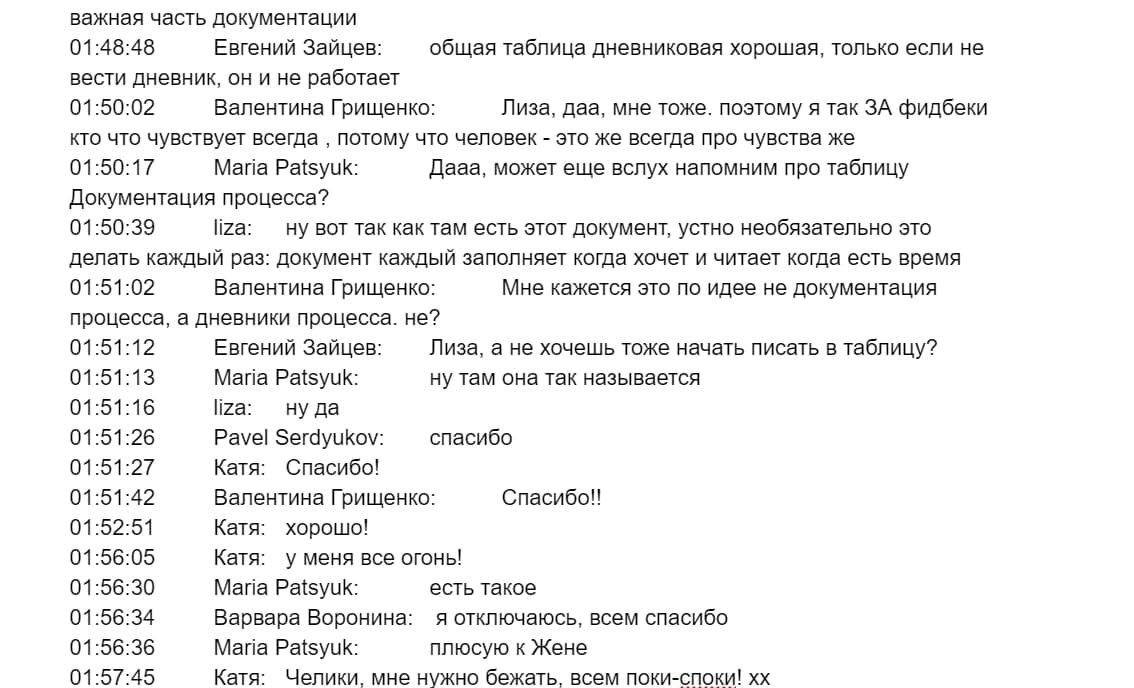 важная часть документации
01:48:48 Евгений Зайцев: общая таблица дневниковая хорошая, только если не
вести дневник, он и не работает
01:50:02 Валентина Грищенко: Лиза, даа, мне тоже. поэтому я так ЗА фидбеки
кто что чувствует всегда , потому что человек - это же всегда про чувства же
01:50:17 Maria Patsyuk: Дааа, может еще вслух напомним про таблицу
Документация процесса?
01:50:39 liza: ну вот так как там есть этот документ, устно необязательно это
делать каждый раз: документ каждый заполняет когда хочет и читает когда есть время
01:51:02 Валентина Грищенко: Мне кажется это по идее не документация
процесса, а дневники процесса. не?
01:51:12 Евгений Зайцев: Лиза, а не хочешь тоже начать писать в таблицу?
01:51:13 Maria Patsyuk: ну там она так называется
01:51:16 liza: ну да
01:51:26 Pavel Serdyukov: спасибо
01:51:27 Катя: Спасибо!
01:51:42 Валентина Грищенко: Спасибо!!
01:52:51 Катя: хорошо!
01:56:05 Катя: у меня все огонь!
01:56:30 Maria Patsyuk: есть такое
01:56:34 Варвара Воронина: я отключаюсь, всем спасибо
01:56:36 Maria Patsyuk: плюсую к Жене
01:57:45 Катя: Челики, мне нужно бежать, всем поки-споки! хх